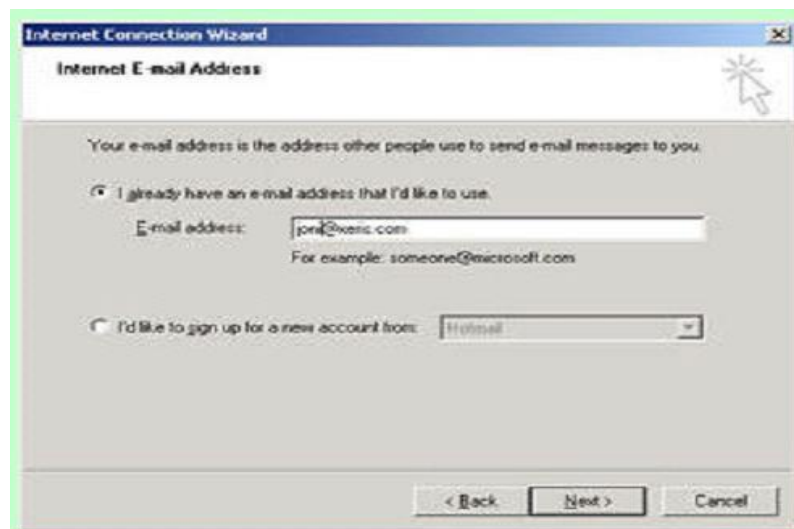 Internet Connection Wizard
Internet E-mail Address
Your e-mail address is the address other people use to send e-mail messages to you.
I already have an e-mail address that I'd like to use.
E-mail address:
For example: someone@microsoft.com
I'd like to sign up for a new account from: Hotmail
< Back Next > Cancel